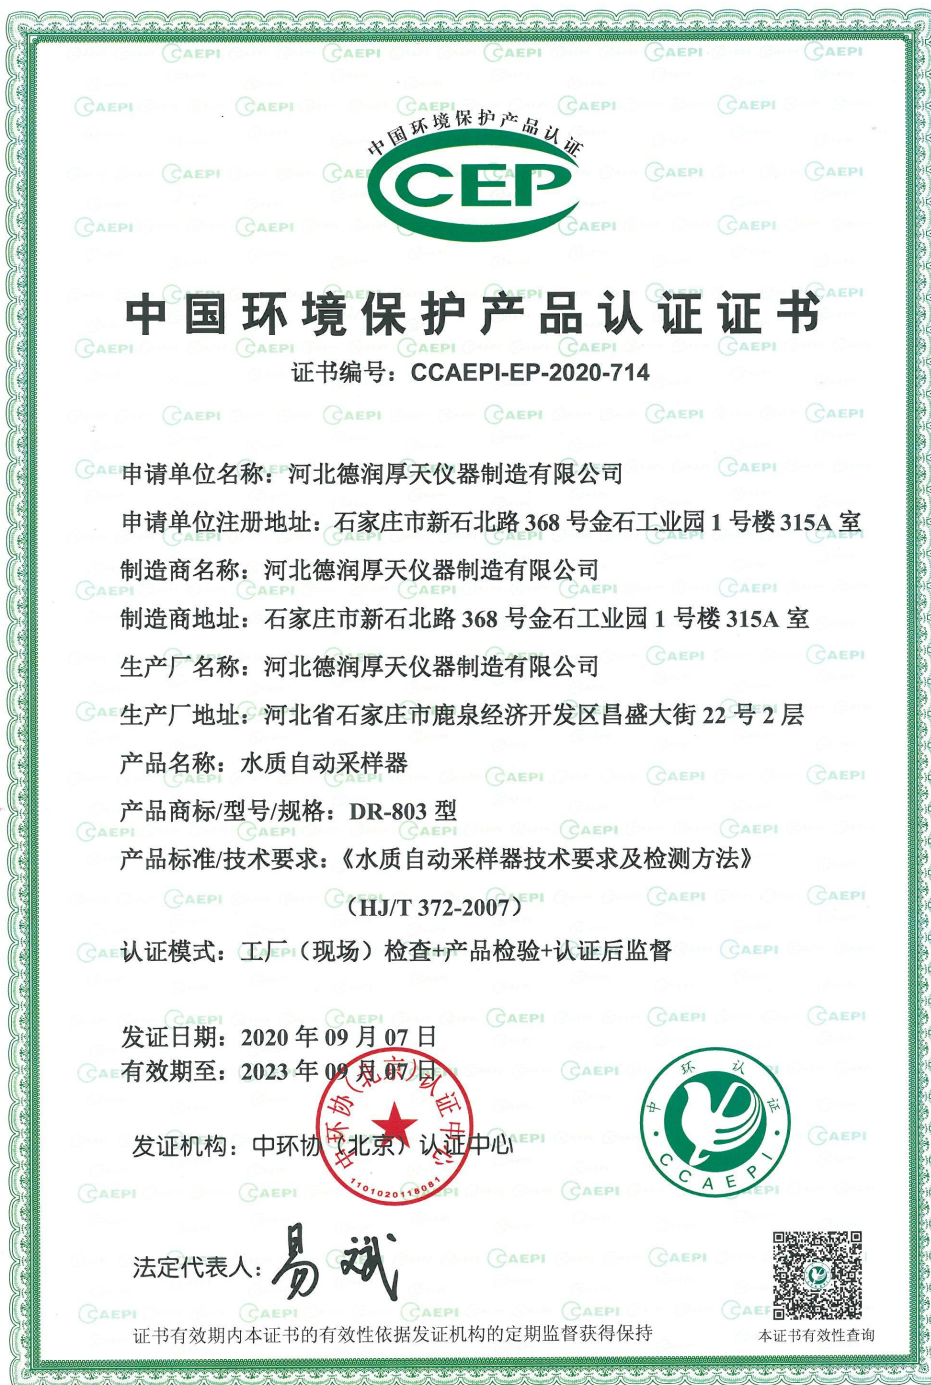 中国环境保护产品认证
CEP
中国环境保护产品认证证书
证书编号：CCAEPI-EP-2020-714
申请单位名称：河北德润厚天仪器制造有限公司
申请单位注册地址：石家庄市新石北路 368 号金石工业园 1 号楼 315A 室
制造商名称：河北德润厚天仪器制造有限公司
制造商地址：石家庄市新石北路 368 号金石工业园 1 号楼 315A 室
生产厂名称：河北德润厚天仪器制造有限公司
生产厂地址：河北省石家庄市鹿泉经济开发区昌盛大街 22 号 2 层
产品名称：水质自动采样器
产品商标/型号/规格：DR-803 型
产品标准/技术要求：《水质自动采样器技术要求及检测方法》
（HJ/T 372-2007）
认证模式：工厂（现场）检查+产品检验+认证后监督
发证日期：2020 年 09 月 07 日
有效期至：2023 年 09 月 07 日
发证机构：中环协（北京）认证中心
中环协(北京)认证中心
1101020118081
中环认证
CCAEPI
法定代表人：易斌
证书有效期内本证书的有效性依据发证机构的定期监督获得保持
本证书有效性查询